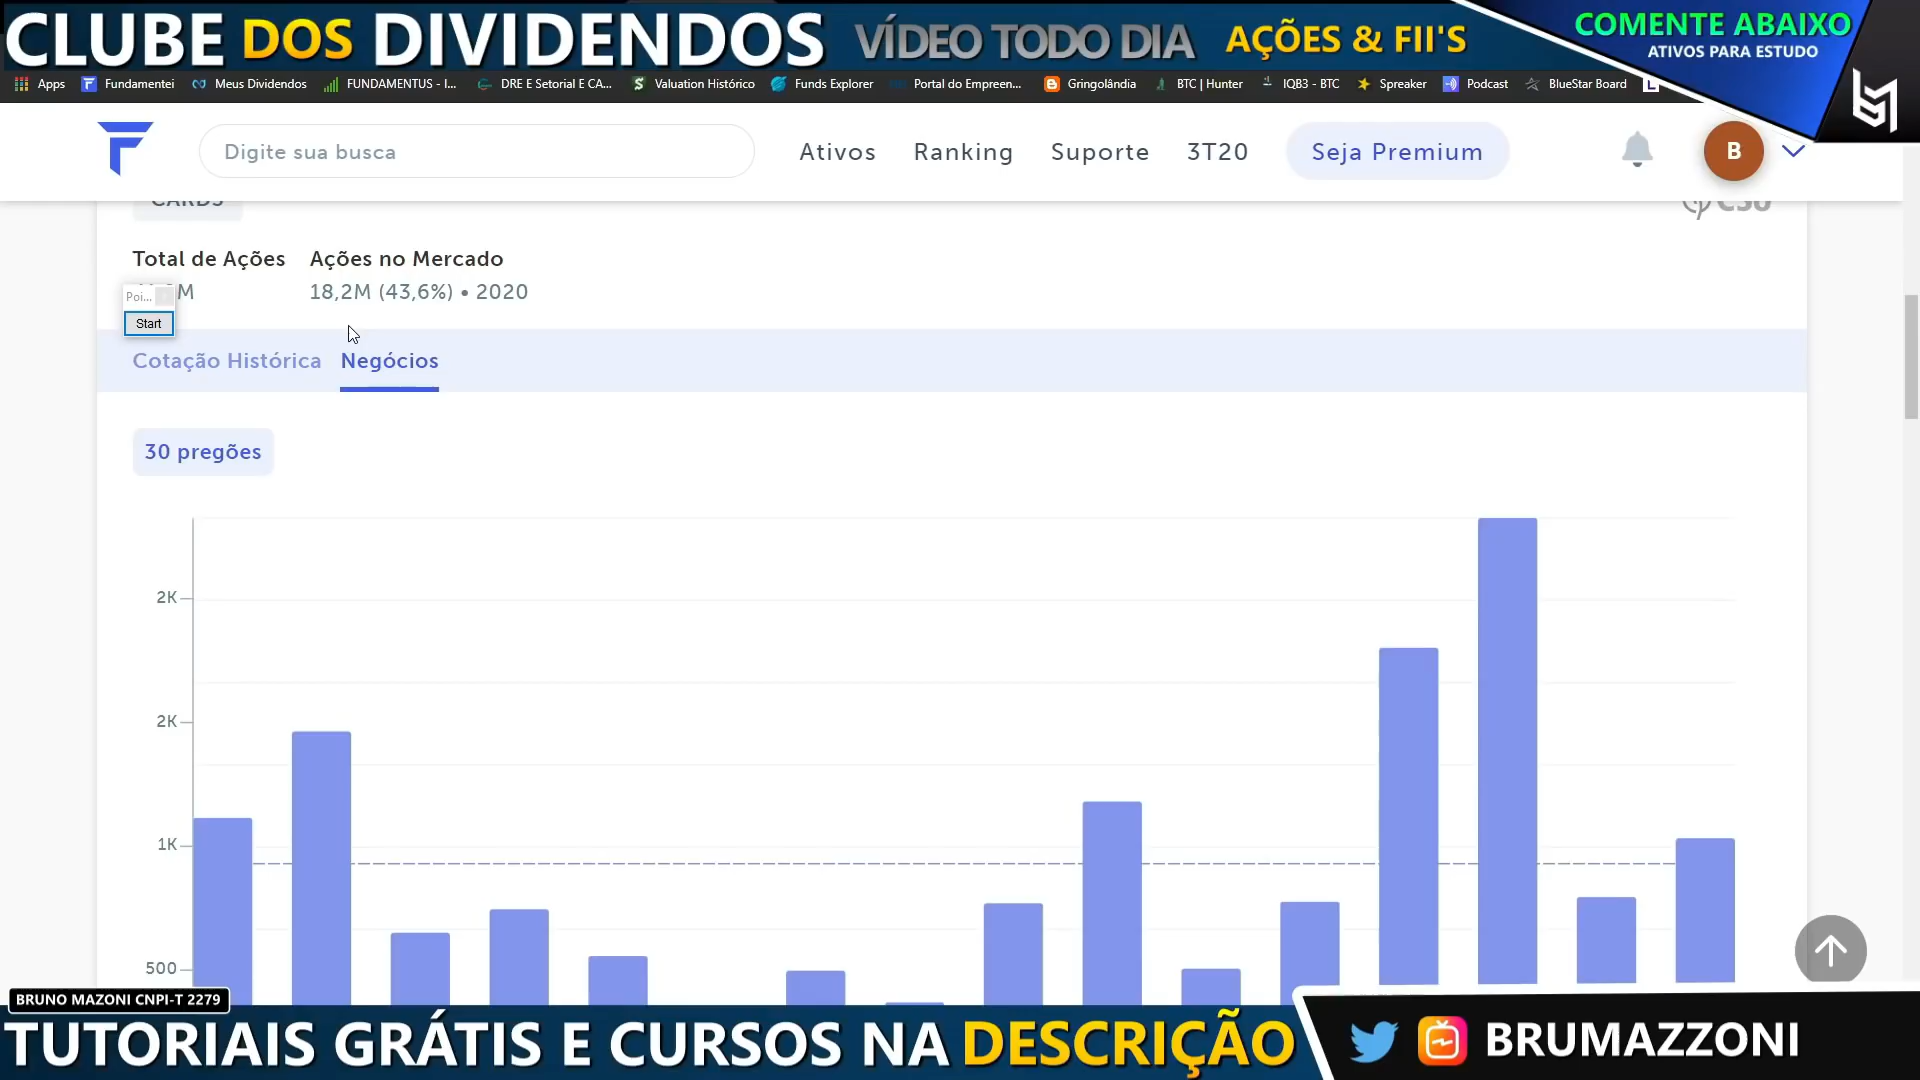 CLUBE DOS DIVIDENDOS VÍDEO TODO DIA AÇÕES & FII'S
COMENTE ABAIXO
ATIVOS PARA ESTUDO
Apps Fundamentei Meus Dividendos FUNDAMENTUS - I... DRE E Setorial E CA... Valuation Histórico Funds Explorer Portal do Empreen... Gringolândia BTC | Hunter IQB3 - BTC Spreaker Podcast BlueStar Board
Digite sua busca
Ativos Ranking Suporte 3T20 Seja Premium
B
CARDS
CSU
Total de Ações Ações no Mercado
M 18,2M (43,6%) • 2020
Poi...
Start
Cotação Histórica Negócios
30 pregões
2K
2K
1K
500
BRUNO MAZONI CNPI-T 2279
TUTORIAIS GRÁTIS E CURSOS NA DESCRIÇÃO
BRUMAZZONI